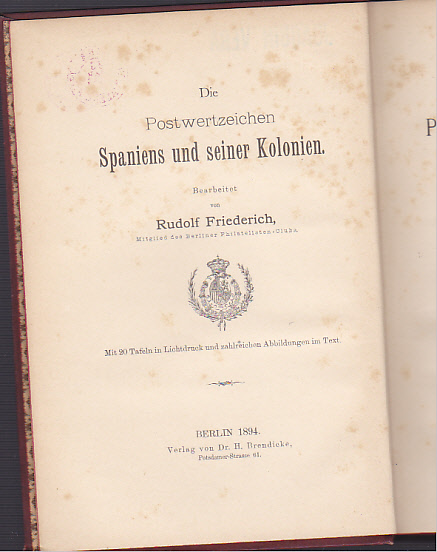 Die
Postwertzeichen
Spaniens und seiner Kolonien.
Bearbeitet
von
Rudolf Friederich,
Mitglied des Berliner Philatelisten-Clubs.
Mit 20 Tafeln in Lichtdruck und zahlreichen Abbildungen im Text.
BERLIN 1894.
Verlag von Dr. H. Brendicke,
Potsdamer-Strasse 61.
P